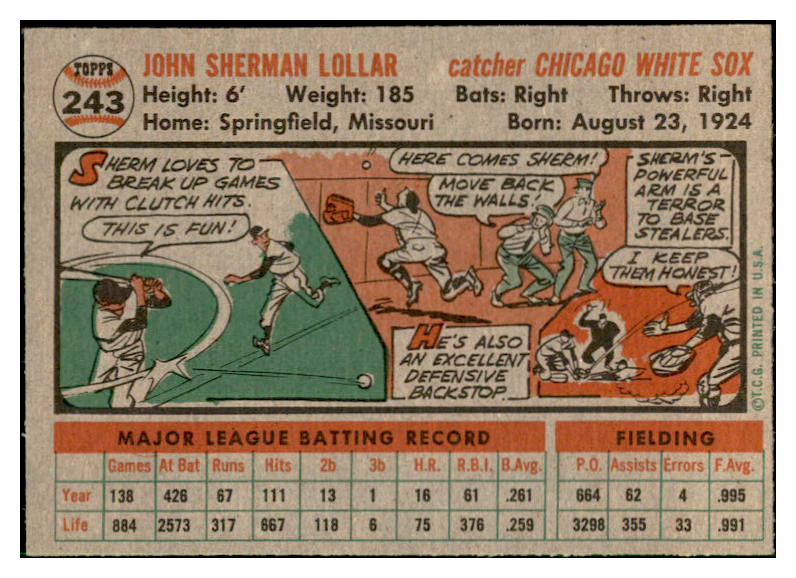 TOPPS
243
JOHN SHERMAN LOLLAR catcher CHICAGO WHITE SOX
Height: 6' Weight: 185 Bats: Right Throws: Right
Home: Springfield, Missouri Born: August 23, 1924
SHERM LOVES TO
BREAK UP GAMES
WITH CLUTCH HITS.
THIS IS FUN!
HERE COMES SHERM!
MOVE BACK
THE WALLS!
HE'S ALSO
AN EXCELLENT
DEFENSIVE
BACKSTOP.
SHERM'S
POWERFUL
ARM IS A
TERROR
TO BASE
STEALERS.
I KEEP
THEM HONEST!
©T.C.G. PRINTED IN U.S.A.
MAJOR LEAGUE BATTING RECORD FIELDING
Games At Bat Runs Hits 2b 3b H.R. R.B.I. B.Avg. P.O. Assists Errors F.Avg.
Year 138 426 67 111 13 1 16 61 .261 664 62 4 .995
Life 884 2573 317 667 118 6 75 376 .259 3298 355 33 .991